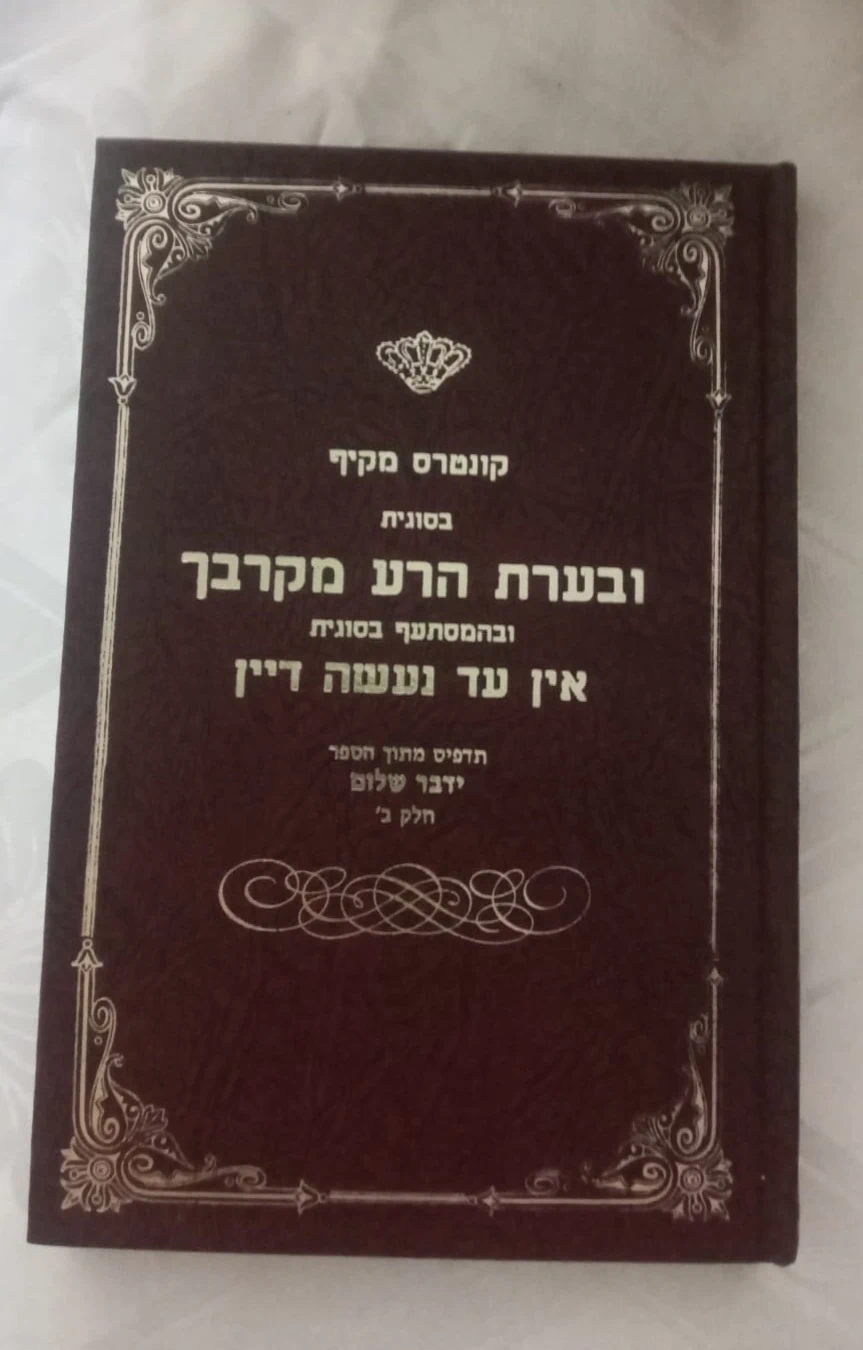 קונטרס מקיף
בסוגית
ובערת הרע מקרבך
ובהמסתעף בסוגית
אין עד נעשה דיין
תדפיס מתוך הספר
ידבר שלום
חלק ב'